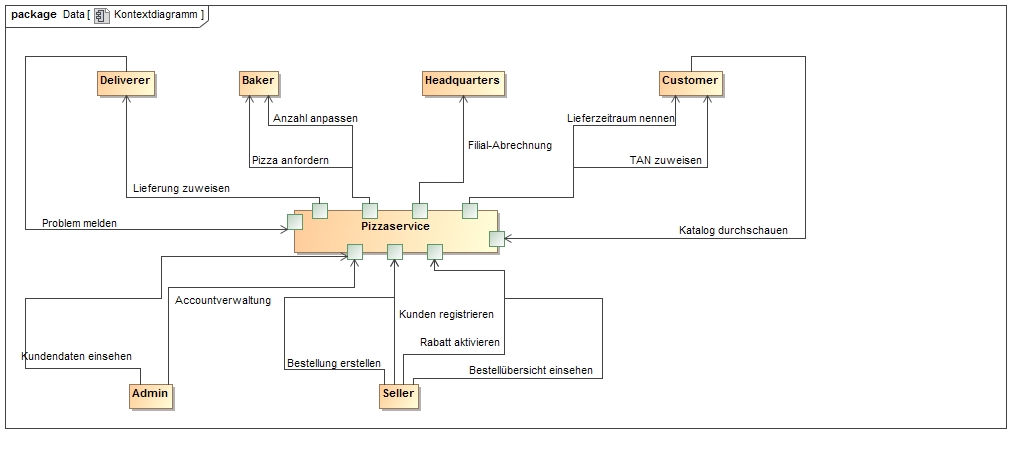 package Data [ Kontextdiagramm ]
Deliverer
Baker
Headquarters
Customer
Anzahl anpassen
Lieferzeitraum nennen
Filial-Abrechnung
Pizza anfordern
TAN zuweisen
Lieferung zuweisen
Problem melden
Pizzaservice
Katalog durchschauen
Accountverwaltung
Kunden registrieren
Rabatt aktivieren
Kundendaten einsehen
Bestellung erstellen
Bestellübersicht einsehen
Admin
Seller